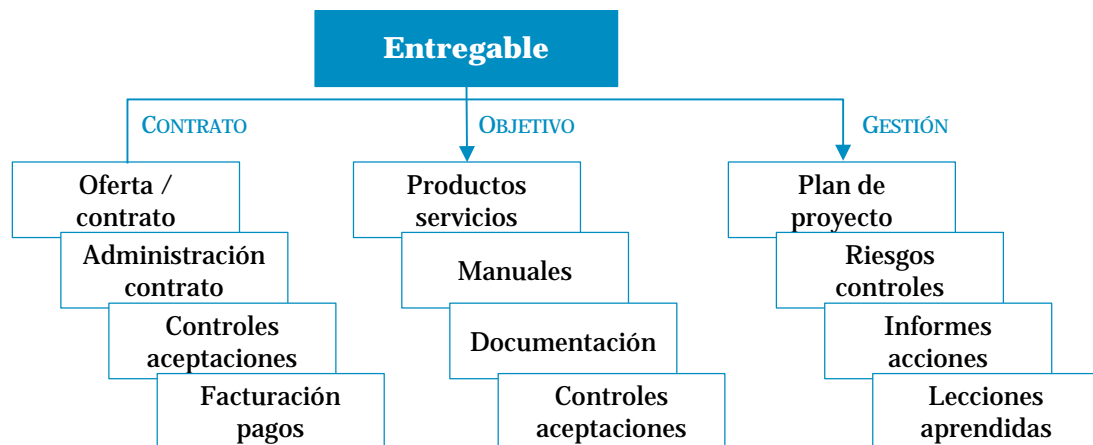 Entregable
CONTRATO
OBJETIVO
GESTIÓN
Oferta /
contrato
Administración
contrato
Controles
aceptaciones
Facturación
pagos
Productos
servicios
Manuales
Documentación
Controles
aceptaciones
Plan de
proyecto
Riesgos
controles
Informes
acciones
Lecciones
aprendidas